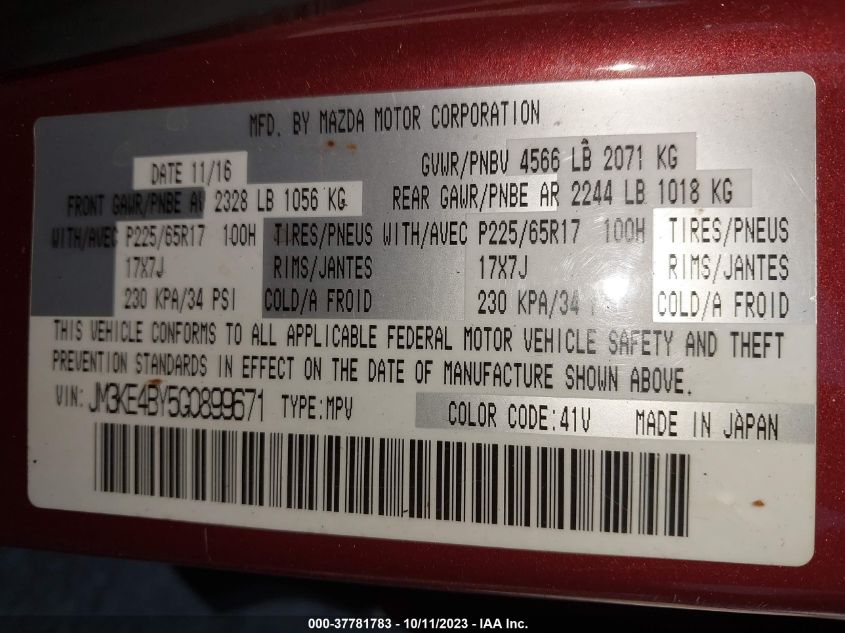 MFD. BY MAZDA MOTOR CORPORATION
DATE 11/16 GVWR/PNBV 4566 LB 2071 KG
FRONT GAWR/PNBE AV 2328 LB 1056 KG REAR GAWR/PNBE AR 2244 LB 1018 KG
WITH/AVEC P225/65R17 100H TIRES/PNEUS WITH/AVEC P225/65R17 100H TIRES/PNEUS
17X7J RIMS/JANTES 17X7J RIMS/JANTES
230 KPA/34 PSI COLD/A FROID 230 KPA/34 PSI COLD/A FROID
THIS VEHICLE CONFORMS TO ALL APPLICABLE FEDERAL MOTOR VEHICLE SAFETY AND THEFT
PREVENTION STANDARDS IN EFFECT ON THE DATE OF MANUFACTURE SHOWN ABOVE.
VIN: JM3KE4BY5G0899671 TYPE:MPV COLOR CODE:41V MADE IN JAPAN
000-37781783 - 10/11/2023 - IAA Inc.